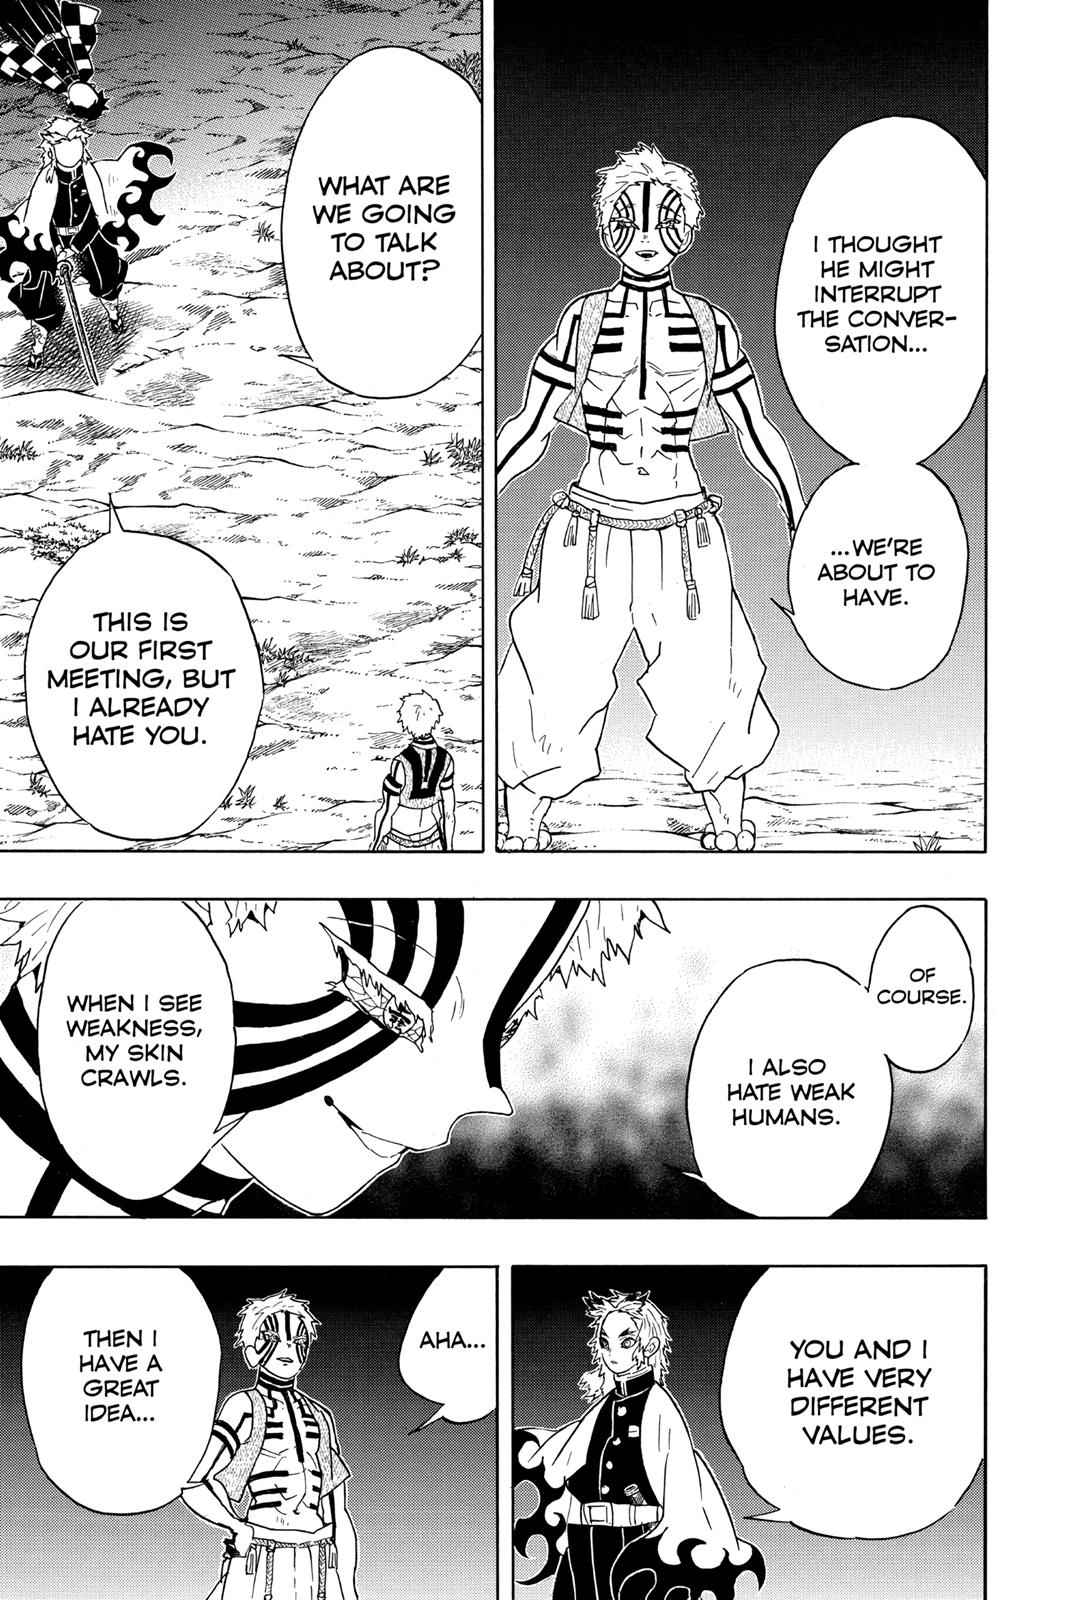 I THOUGHT
HE MIGHT
INTERRUPT
THE CONVER-
SATION...
...WE'RE
ABOUT TO
HAVE.
WHAT ARE
WE GOING
TO TALK
ABOUT?
THIS IS
OUR FIRST
MEETING, BUT
I ALREADY
HATE YOU.
OF
COURSE.
I ALSO
HATE WEAK
HUMANS.
WHEN I SEE
WEAKNESS,
MY SKIN
CRAWLS.
YOU AND I
HAVE VERY
DIFFERENT
VALUES.
AHA...
THEN I
HAVE A
GREAT
IDEA...